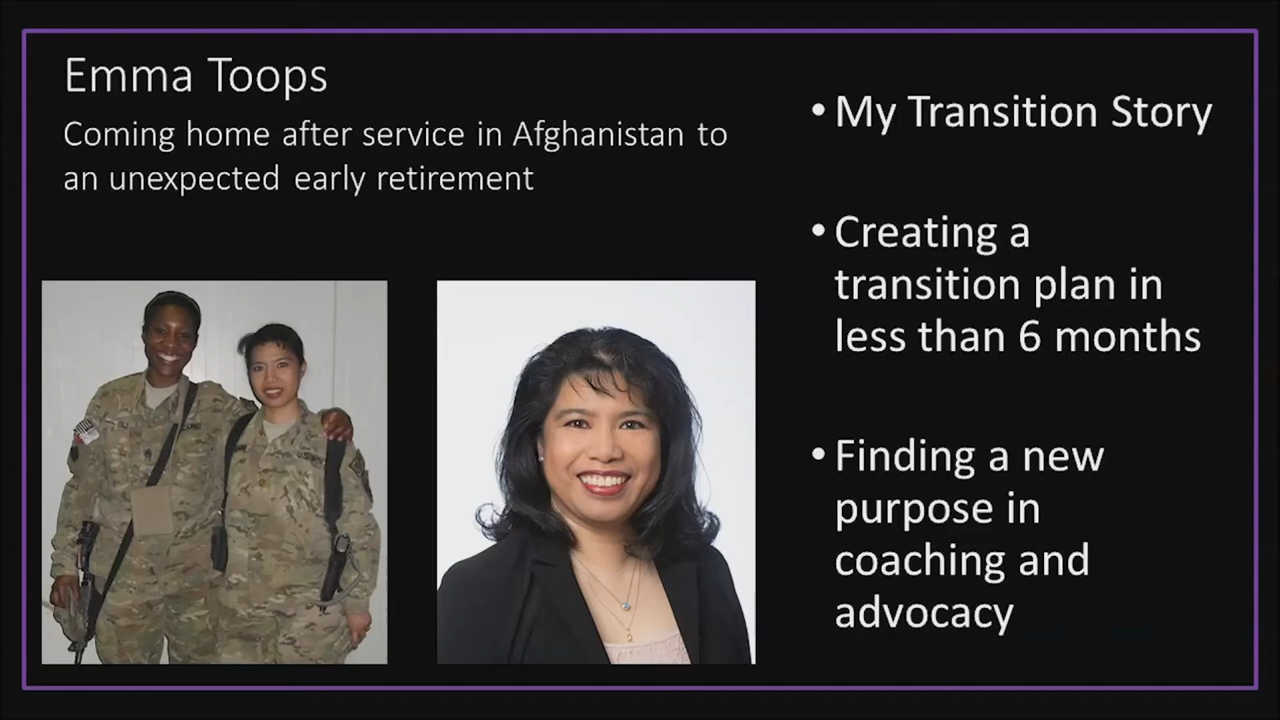 Emma Toops
Coming home after service in Afghanistan to
an unexpected early retirement
• My Transition Story
• Creating a
transition plan in
less than 6 months
• Finding a new
purpose in
coaching and
advocacy